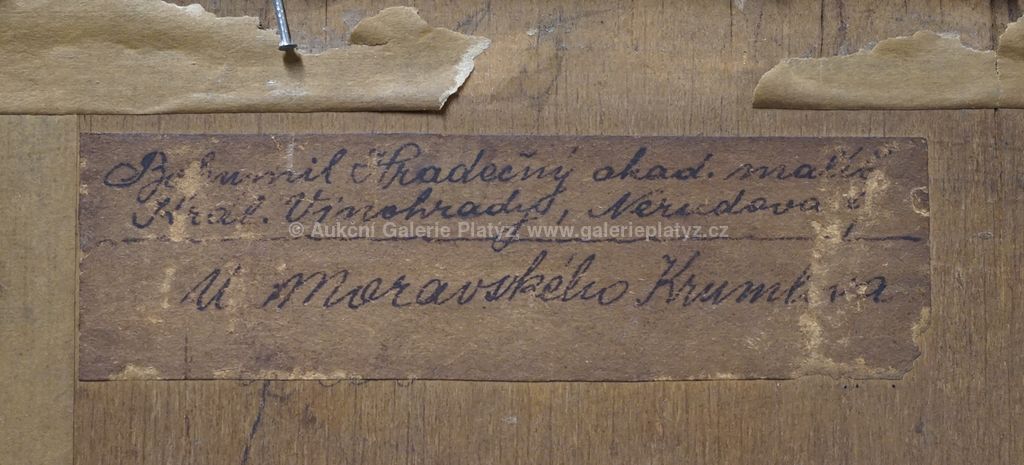 Bohumil Hradečný akad. malíř
Král. Vinohrady, Nerudova
© Aukční Galerie Platýz/ www.galerieplatyz.cz
U Moravského Krumlova